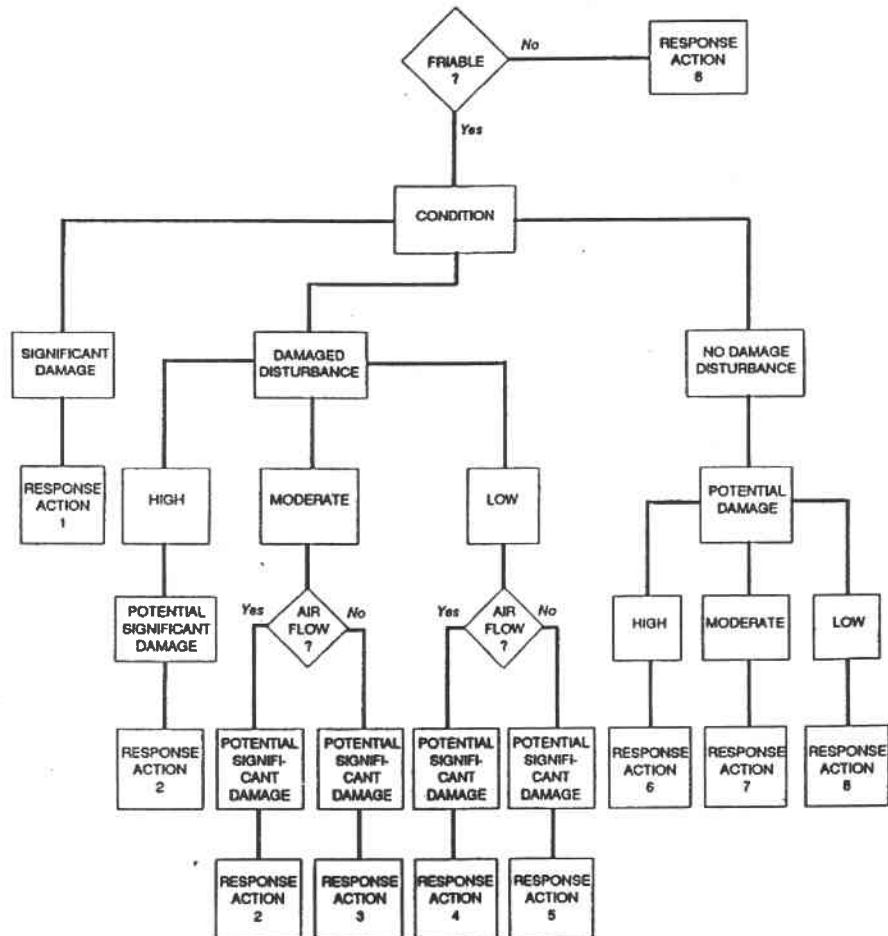 FRIABLE
?
No
RESPONSE
ACTION
8
Yes
CONDITION
SIGNIFICANT
DAMAGE
DAMAGED
DISTURBANCE
NO DAMAGE
DISTURBANCE
RESPONSE
ACTION
1
HIGH
MODERATE
LOW
POTENTIAL
DAMAGE
POTENTIAL
SIGNIFICANT
DAMAGE
Yes
AIR
FLOW
?
No
Yes
AIR
FLOW
?
No
HIGH
MODERATE
LOW
RESPONSE
ACTION
2
POTENTIAL
SIGNIFI-
CANT
DAMAGE
POTENTIAL
SIGNIFI-
CANT
DAMAGE
POTENTIAL
SIGNIFI-
CANT
DAMAGE
POTENTIAL
SIGNIFI-
CANT
DAMAGE
RESPONSE
ACTION
6
RESPONSE
ACTION
7
RESPONSE
ACTION
8
RESPONSE
ACTION
2
RESPONSE
ACTION
3
RESPONSE
ACTION
4
RESPONSE
ACTION
5